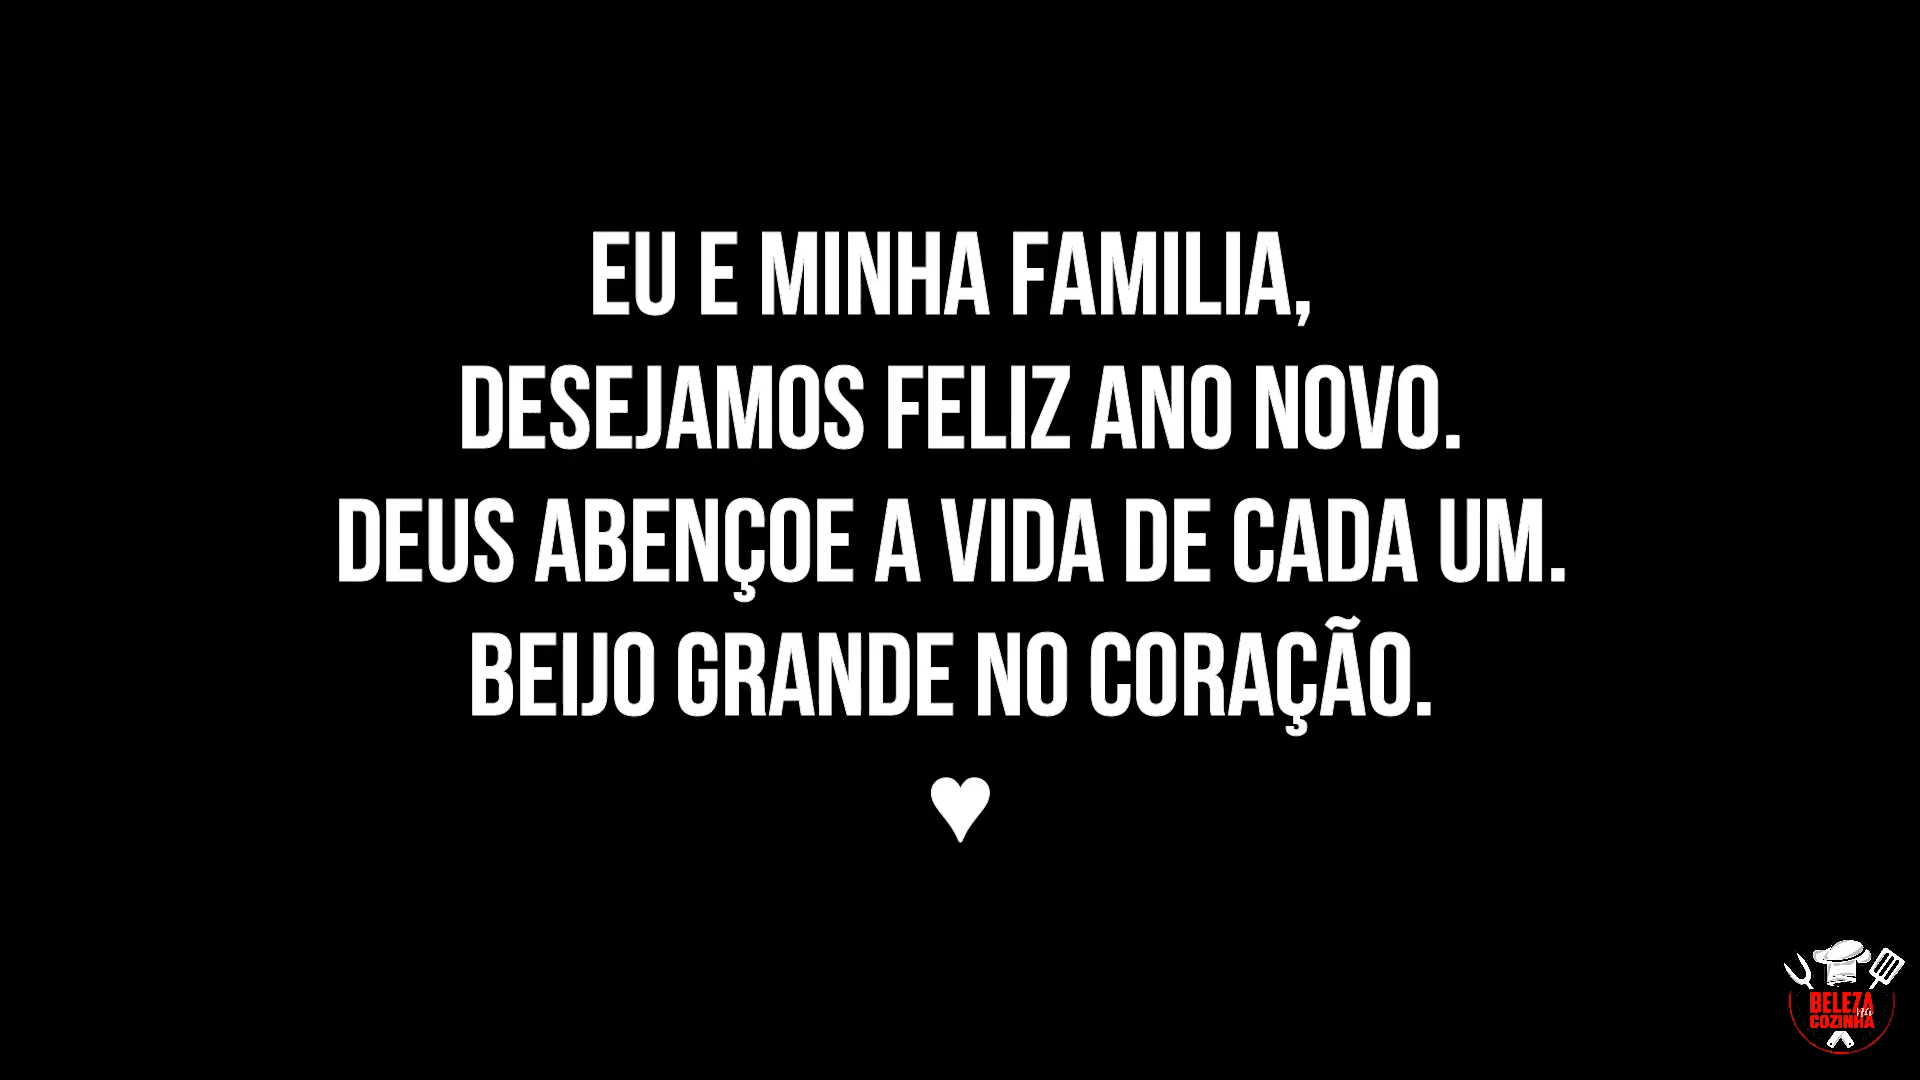 EU E MINHA FAMILIA,
DESEJAMOS FELIZ ANO NOVO.
DEUS ABENÇOE A VIDA DE CADA UM.
BEIJO GRANDE NO CORAÇÃO.
♥
BELEZA
NA
COZINHA